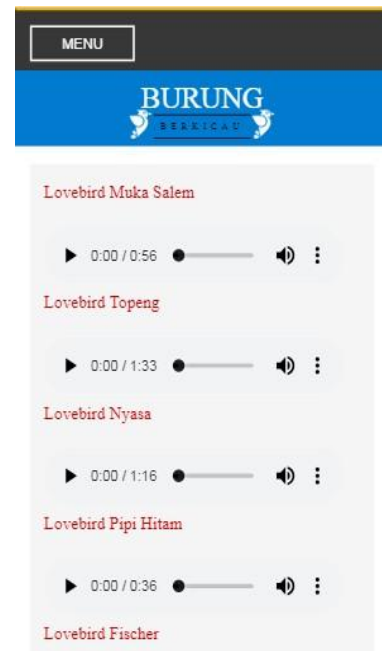 MENU
BURUNG
BERKICAU
Lovebird Muka Salem
0:00 / 0:56
Lovebird Topeng
0:00 / 1:33
Lovebird Nyasa
0:00 / 1:16
Lovebird Pipi Hitam
0:00 / 0:36
Lovebird Fischer